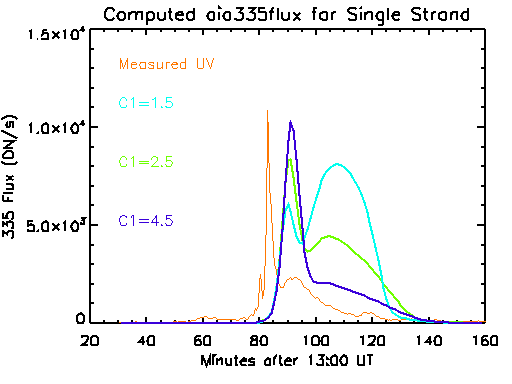 Computed aia335flux for Single Strand
1.5×10⁴
1.0×10⁴
5.0×10³
0
335 Flux (DN/s)
Measured UV
C1=1.5
C1=2.5
C1=4.5
20 40 60 80 100 120 140 160
Minutes after 13:00 UT